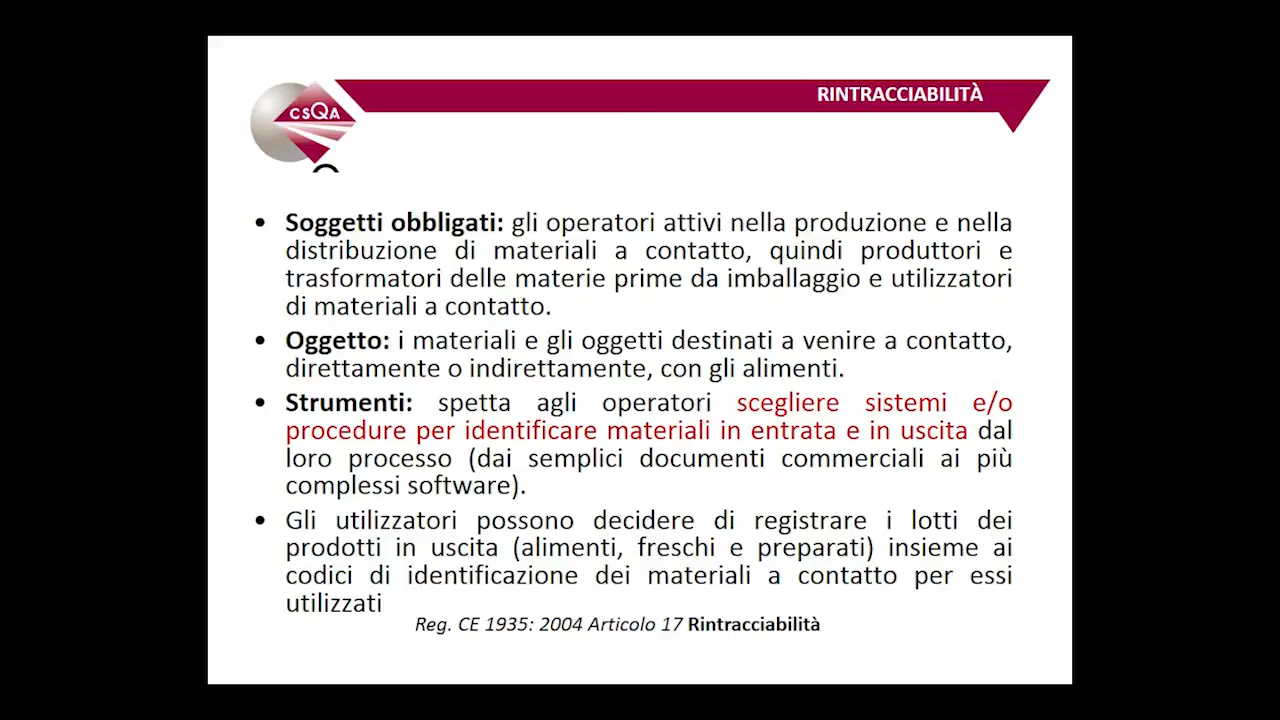 RINTRACCIABILITÀ
CSQA
• Soggetti obbligati: gli operatori attivi nella produzione e nella
distribuzione di materiali a contatto, quindi produttori e
trasformatori delle materie prime da imballaggio e utilizzatori
di materiali a contatto.
• Oggetto: i materiali e gli oggetti destinati a venire a contatto,
direttamente o indirettamente, con gli alimenti.
• Strumenti: spetta agli operatori scegliere sistemi e/o
procedure per identificare materiali in entrata e in uscita dal
loro processo (dai semplici documenti commerciali ai più
complessi software).
• Gli utilizzatori possono decidere di registrare i lotti dei
prodotti in uscita (alimenti, freschi e preparati) insieme ai
codici di identificazione dei materiali a contatto per essi
utilizzati
Reg. CE 1935: 2004 Articolo 17 Rintracciabilità